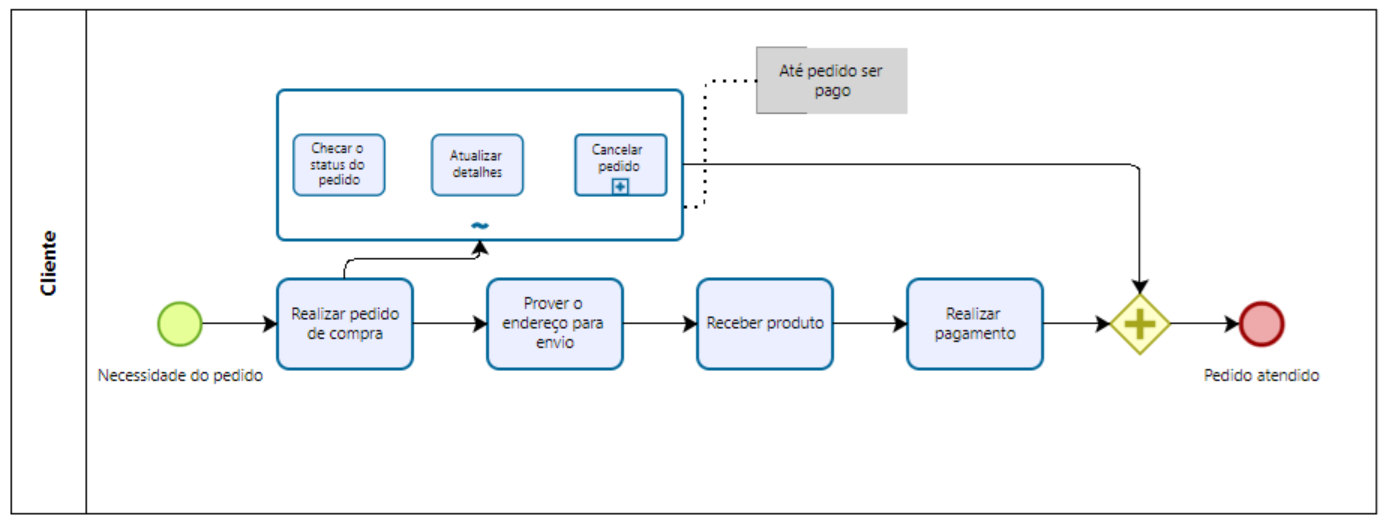 Cliente
Até pedido ser
pago
Checar o
status do
pedido
Atualizar
detalhes
Cancelar
pedido
Realizar pedido
de compra
Prover o
endereço para
envio
Receber produto
Realizar
pagamento
Necessidade do pedido
Pedido atendido